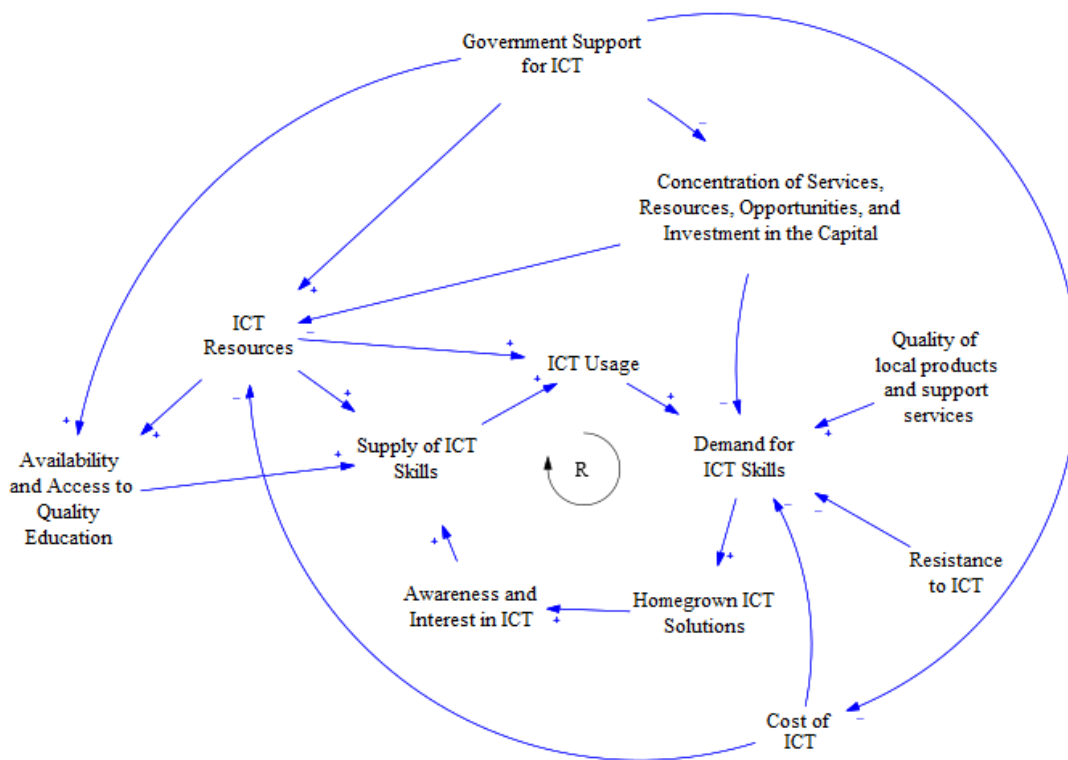 Government Support
for ICT
Concentration of Services,
Resources, Opportunities, and
Investment in the Capital
ICT
Resources
ICT Usage
Quality of
local products
and support
services
Supply of ICT
Skills
R
Demand for
ICT Skills
Availability
and Access to
Quality
Education
Resistance
to ICT
Awareness and
Interest in ICT
Homegrown ICT
Solutions
Cost of
ICT